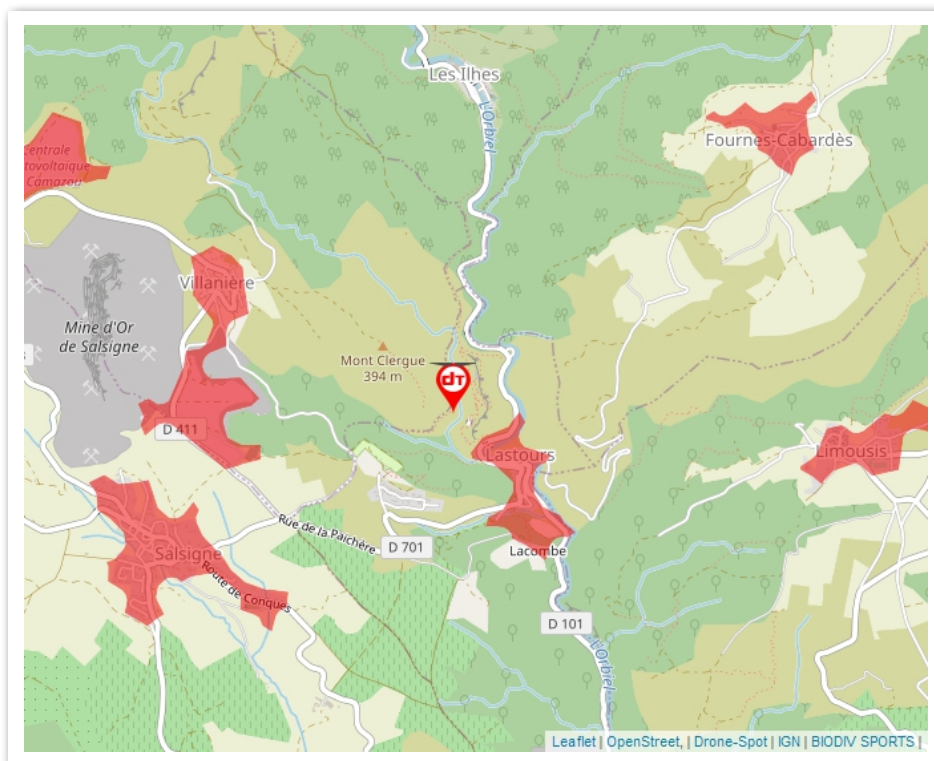 Les Ilhes
L'Orbiel
Fournes-Cabardès
Centrale
Camazou
Villanière
Mine d'Or
de Salsigne
Mont Clergue
394 m
dT
D 411
Lastours
Limousis
Rue de la Paichère
D 701
Lacombe
Salsigne
Route de Conques
D 101
L'Orbiel
Leaflet | OpenStreet, | Drone-Spot | IGN | BIODIV SPORTS |